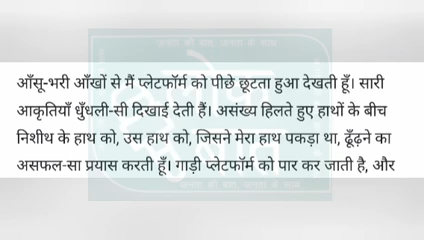 आँसू-भरी आँखों से मैं प्लेटफॉर्म को पीछे छूटता हुआ देखती हूँ। सारी
आकृतियाँ धुँधली-सी दिखाई देती हैं। असंख्य हिलते हुए हाथों के बीच
निशीथ के हाथ को, उस हाथ को, जिसने मेरा हाथ पकड़ा था, ढूँढ़ने का
असफल-सा प्रयास करती हूँ। गाड़ी प्लेटफॉर्म को पार कर जाती है, और